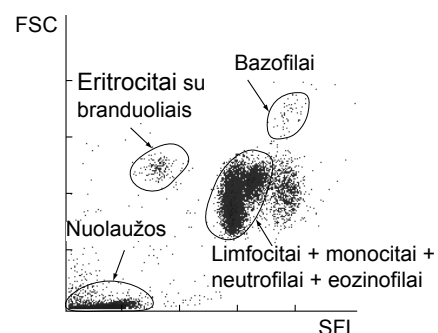 FSC
Bazofilai
Eritrocitai su
branduoliais
Nuolaužos
Limfocitai + monocitai +
neutrofilai + eozinofilai
SFL